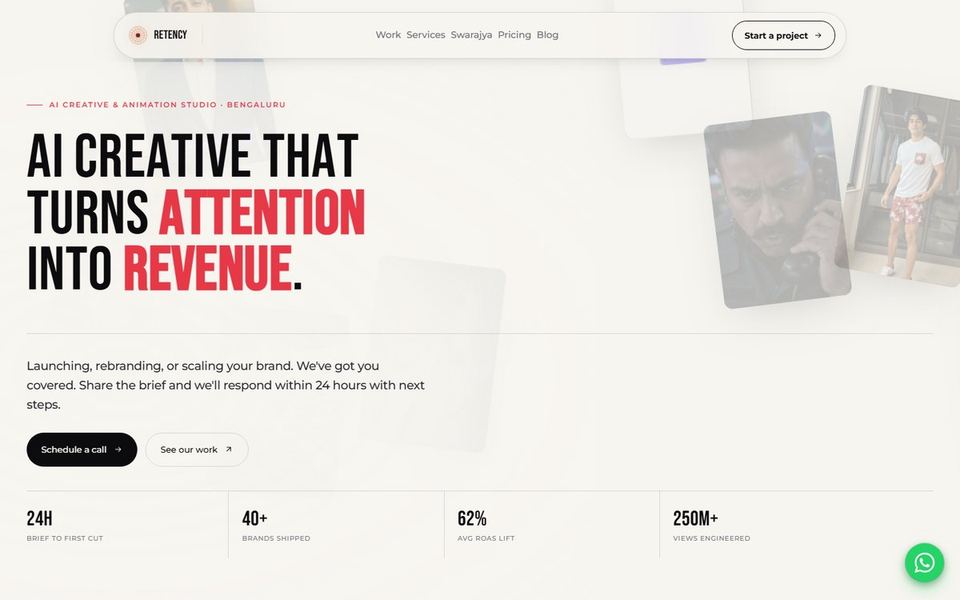 RETENCY
Work Services Swarajya Pricing Blog
Start a project →
AI CREATIVE & ANIMATION STUDIO · BENGALURU
AI CREATIVE THAT
TURNS ATTENTION
INTO REVENUE.
Launching, rebranding, or scaling your brand. We've got you
covered. Share the brief and we'll respond within 24 hours with next
steps.
Schedule a call →
See our work ↗
24H
BRIEF TO FIRST CUT
40+
BRANDS SHIPPED
62%
AVG ROAS LIFT
250M+
VIEWS ENGINEERED